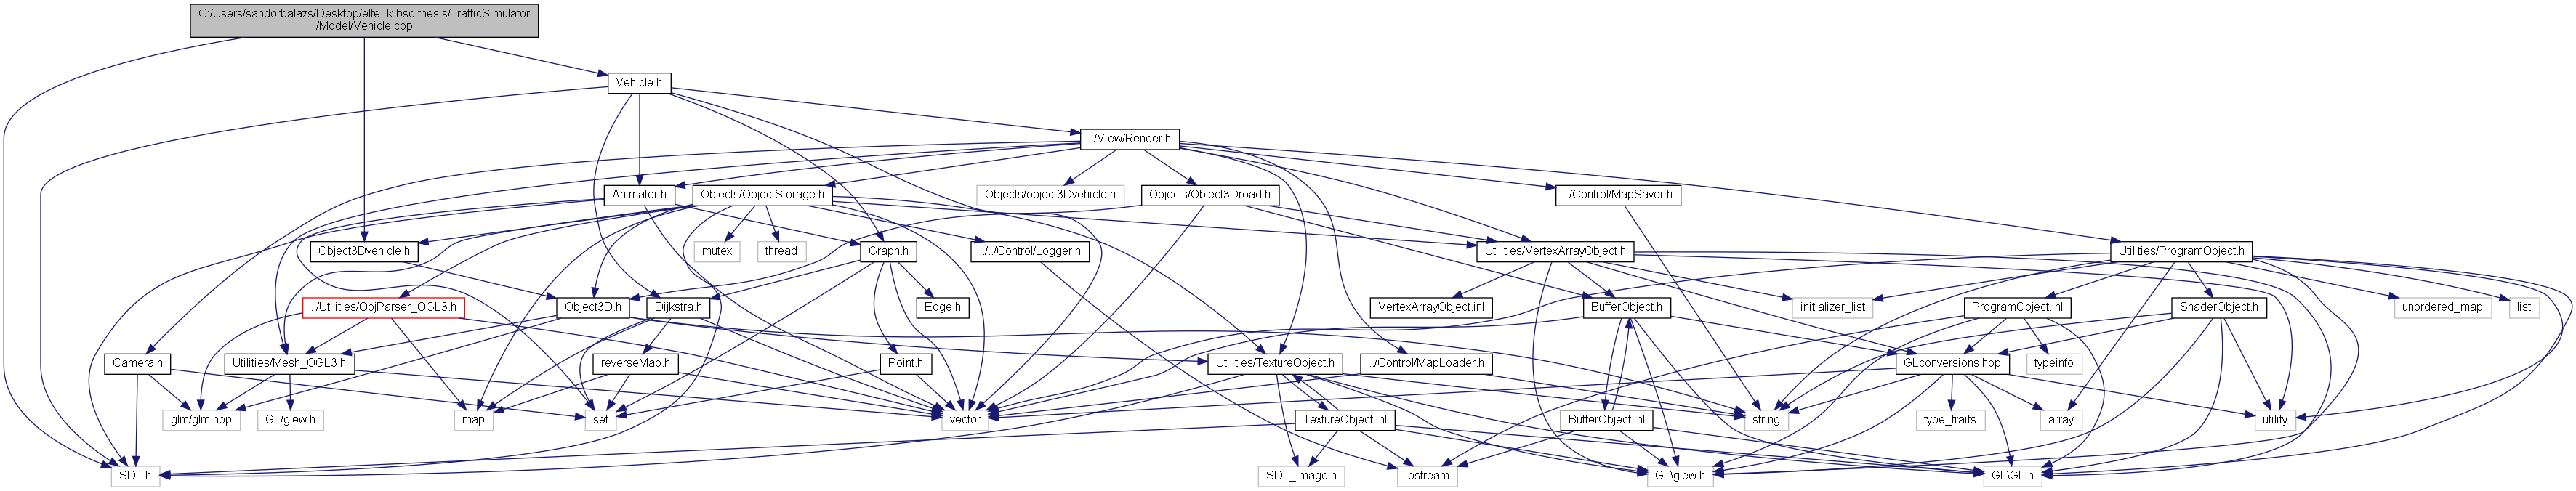 C:/Users/sandorbalazs/Desktop/elte-ik-bsc-thesis/TrafficSimulator
/Model/Vehicle.cpp
Vehicle.h
../View/Render.h
Animator.h
Objects/ObjectStorage.h
Objects/object3Dvehicle.h
Objects/Object3Droad.h
../Control/MapSaver.h
Object3Dvehicle.h
mutex
thread
Graph.h
../../Control/Logger.h
Utilities/VertexArrayObject.h
Utilities/ProgramObject.h
../Utilities/ObjParser_OGL3.h
Object3D.h
Dijkstra.h
Edge.h
VertexArrayObject.inl
BufferObject.h
initializer_list
ProgramObject.inl
ShaderObject.h
unordered_map
list
Camera.h
Utilities/Mesh_OGL3.h
reverseMap.h
Point.h
Utilities/TextureObject.h
../Control/MapLoader.h
GLconversions.hpp
typeinfo
glm/glm.hpp
GL/glew.h
map
set
vector
TextureObject.inl
BufferObject.inl
string
type_traits
array
utility
SDL.h
SDL_image.h
iostream
GL\glew.h
GL\GL.h